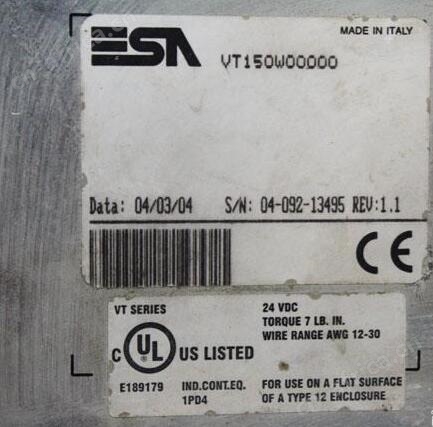 ESA
MADE IN ITALY
VT150W00000
Data: 04/03/04 S/N: 04-092-13495 REV:1.1
CE
VT SERIES
24 VDC
TORQUE 7 LB. IN.
WIRE RANGE AWG 12-30
C UL US LISTED
E189179
IND.CONT.EQ.
1PD4
FOR USE ON A FLAT SURFACE
OF A TYPE 12 ENCLOSURE